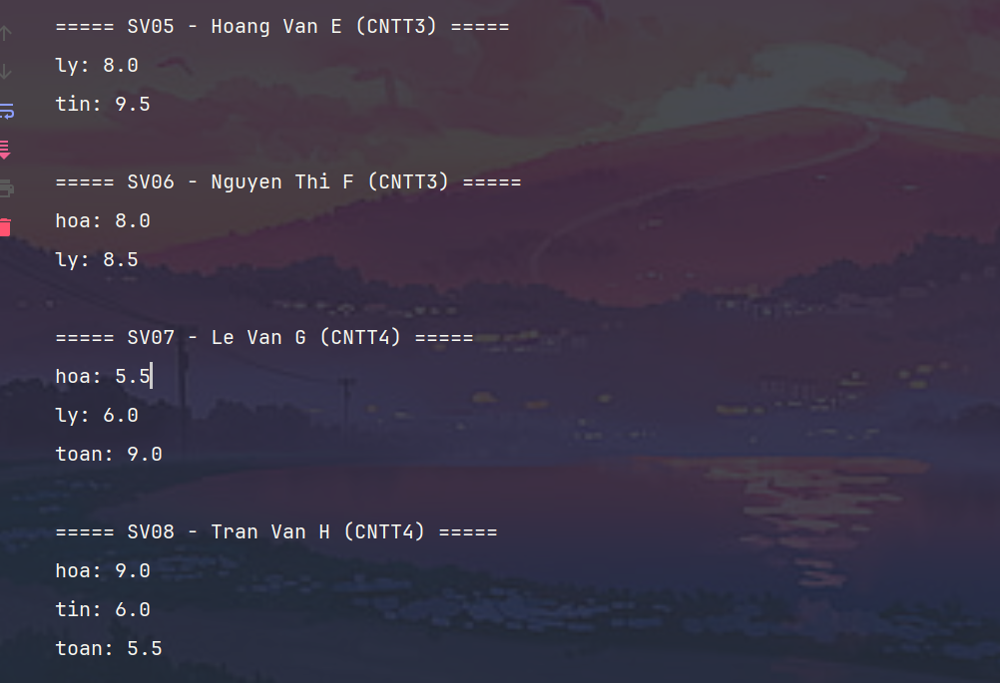 ===== SV05 - Hoang Van E (CNTT3) =====
ly: 8.0
tin: 9.5
===== SV06 - Nguyen Thi F (CNTT3) =====
hoa: 8.0
ly: 8.5
===== SV07 - Le Van G (CNTT4) =====
hoa: 5.5
ly: 6.0
toan: 9.0
===== SV08 - Tran Van H (CNTT4) =====
hoa: 9.0
tin: 6.0
toan: 5.5